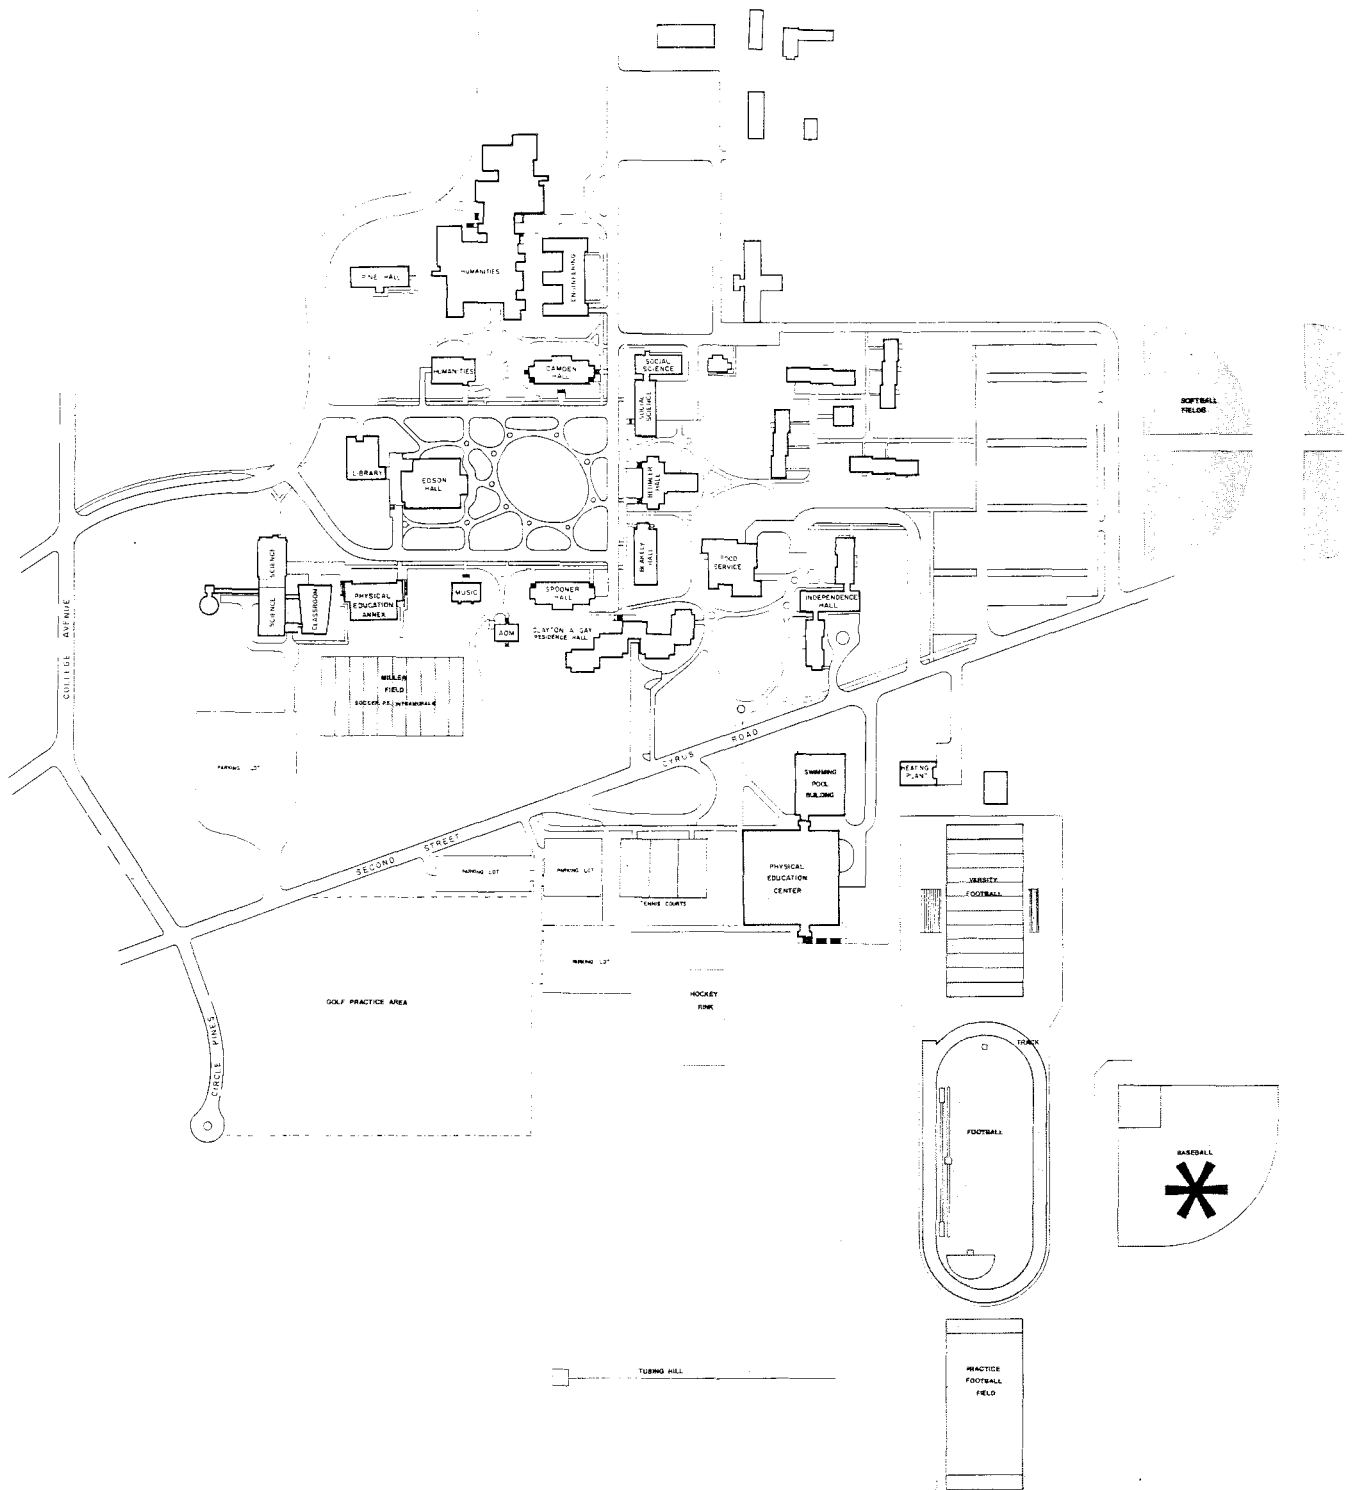 HUMANITIES
PINE HALL
ENGINEERING
HUMANITIES
CAMDEN
HALL
SOCIAL
SCIENCE
SOCIAL
SCIENCE
SOFTBALL
FIELDS
LIBRARY
EDSON
HALL
BEHMLER
HALL
SCIENCE
SCIENCE
CLASSROOM
PHYSICAL
EDUCATION
ANNEX
MUSIC
SPOONER
HALL
BLAKELY
HALL
FOOD
SERVICE
INDEPENDENCE
HALL
ADM
CLAYTON A. GAY
RESIDENCE HALL
COLLEGE AVENUE
MILLER
FIELD
SOCCER, P.E., INTRAMURALS
PARKING LOT
CYRUS ROAD
SWIMMING
POOL
BUILDING
HEATING
PLANT
SECOND STREET
PARKING LOT
PARKING LOT
TENNIS COURTS
PHYSICAL
EDUCATION
CENTER
VARSITY
FOOTBALL
PARKING LOT
GOLF PRACTICE AREA
HOCKEY
RINK
CIRCLE PINES
TRACK
FOOTBALL
BASEBALL
TUBING HILL
PRACTICE
FOOTBALL
FIELD